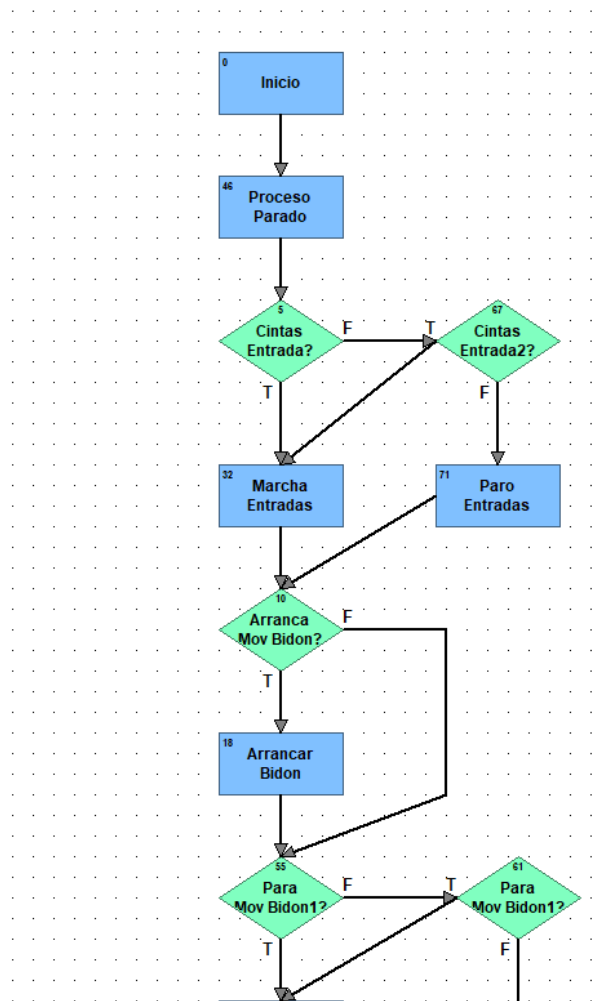 0
Inicio
46
Proceso
Parado
5
Cintas
Entrada?
F
T
T
67
Cintas
Entrada2?
F
32
Marcha
Entradas
71
Paro
Entradas
10
Arranca
Mov Bidon?
F
T
18
Arrancar
Bidon
55
Para
Mov Bidon1?
F
T
T
61
Para
Mov Bidon1?
F